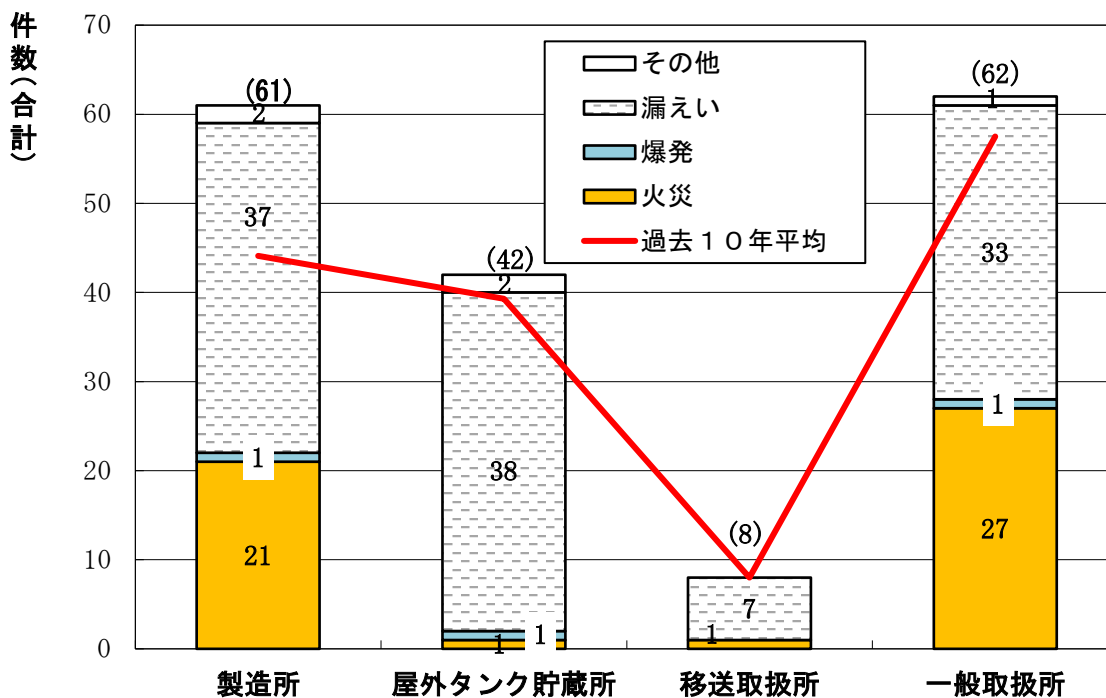 件数(合計)
70
60
50
40
30
20
10
0
その他
漏えい
爆発
火災
過去１０年平均
(61)
2
37
1
21
(42)
2
38
1
1
(8)
7
1
(62)
1
33
1
27
製造所
屋外タンク貯蔵所
移送取扱所
一般取扱所